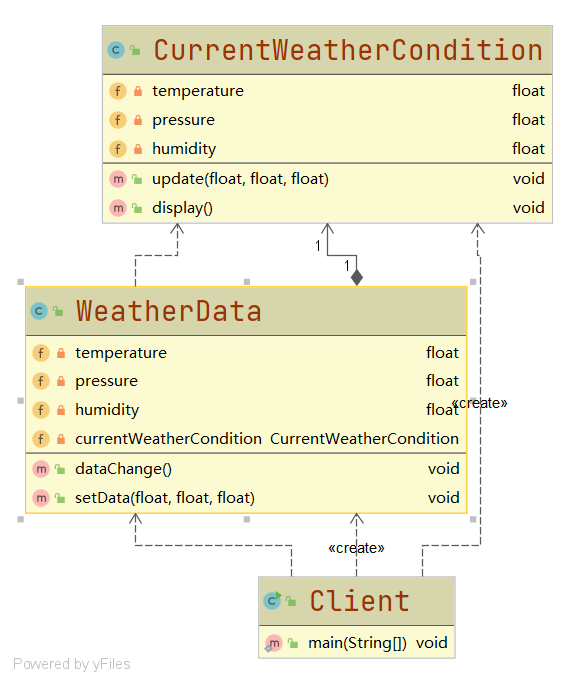 CurrentWeatherCondition
temperature float
pressure float
humidity float
update(float, float, float) void
display() void
1
1
WeatherData
temperature float
pressure float
humidity float
currentWeatherCondition CurrentWeatherCondition
dataChange() void
setData(float, float, float) void
«create»
«create»
Client
main(String[]) void
Powered by yFiles